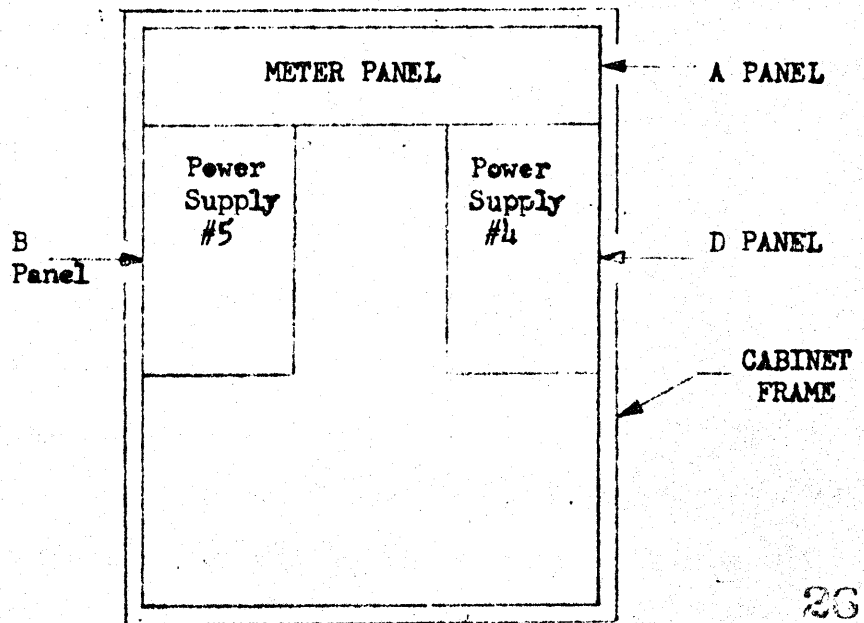 METER PANEL
A PANEL
Power
Supply
#5
Power
Supply
#4
B
Panel
D PANEL
CABINET
FRAME
26